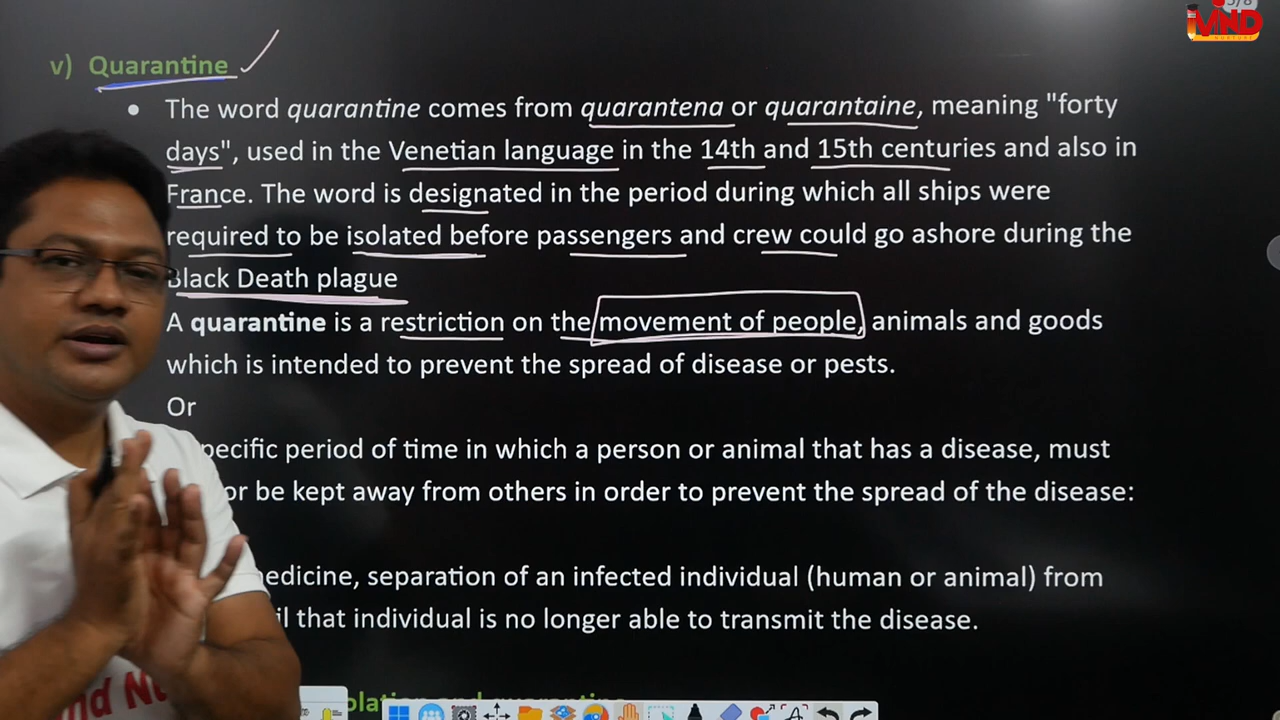 v) Quarantine
• The word quarantine comes from quarantena or quarantaine, meaning "forty
days", used in the Venetian language in the 14th and 15th centuries and also in
France. The word is designated in the period during which all ships were
required to be isolated before passengers and crew could go ashore during the
Black Death plague
A quarantine is a restriction on the movement of people, animals and goods
which is intended to prevent the spread of disease or pests.
Or
pecific period of time in which a person or animal that has a disease, must
or be kept away from others in order to prevent the spread of the disease:
edicine, separation of an infected individual (human or animal) from
il that individual is no longer able to transmit the disease.